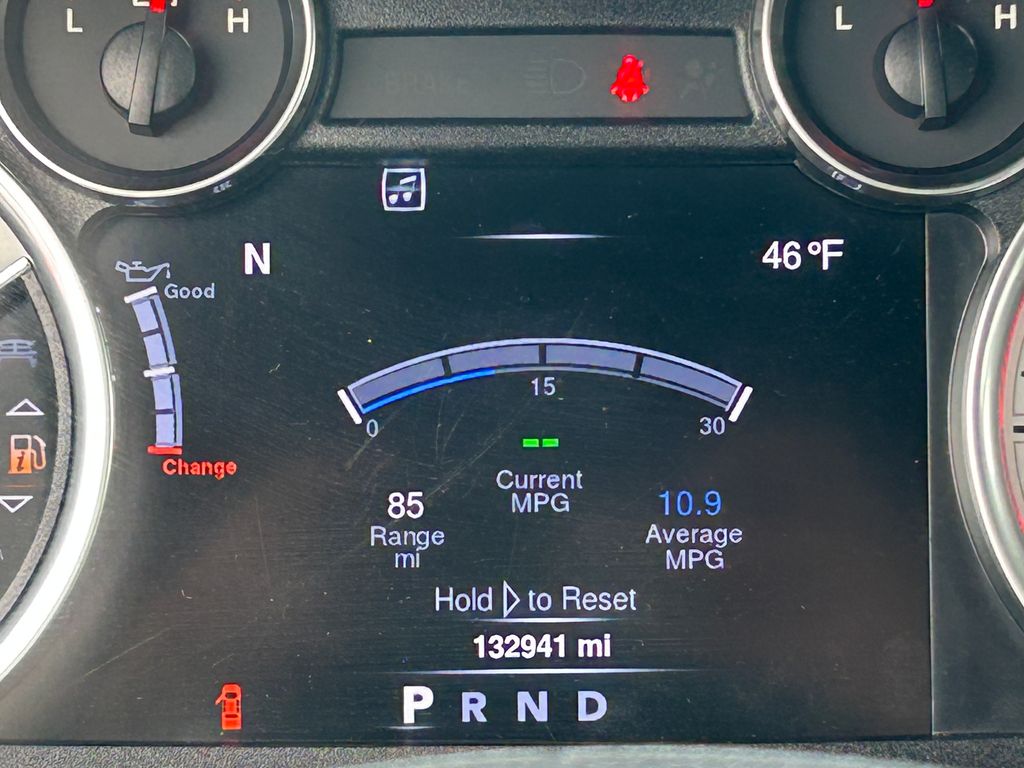 L H
L H
BRAKE
N
46°F
Good
15
0
30
Change
Current
MPG
85
Range
mi
10.9
Average
MPG
Hold to Reset
132941 mi
P R N D